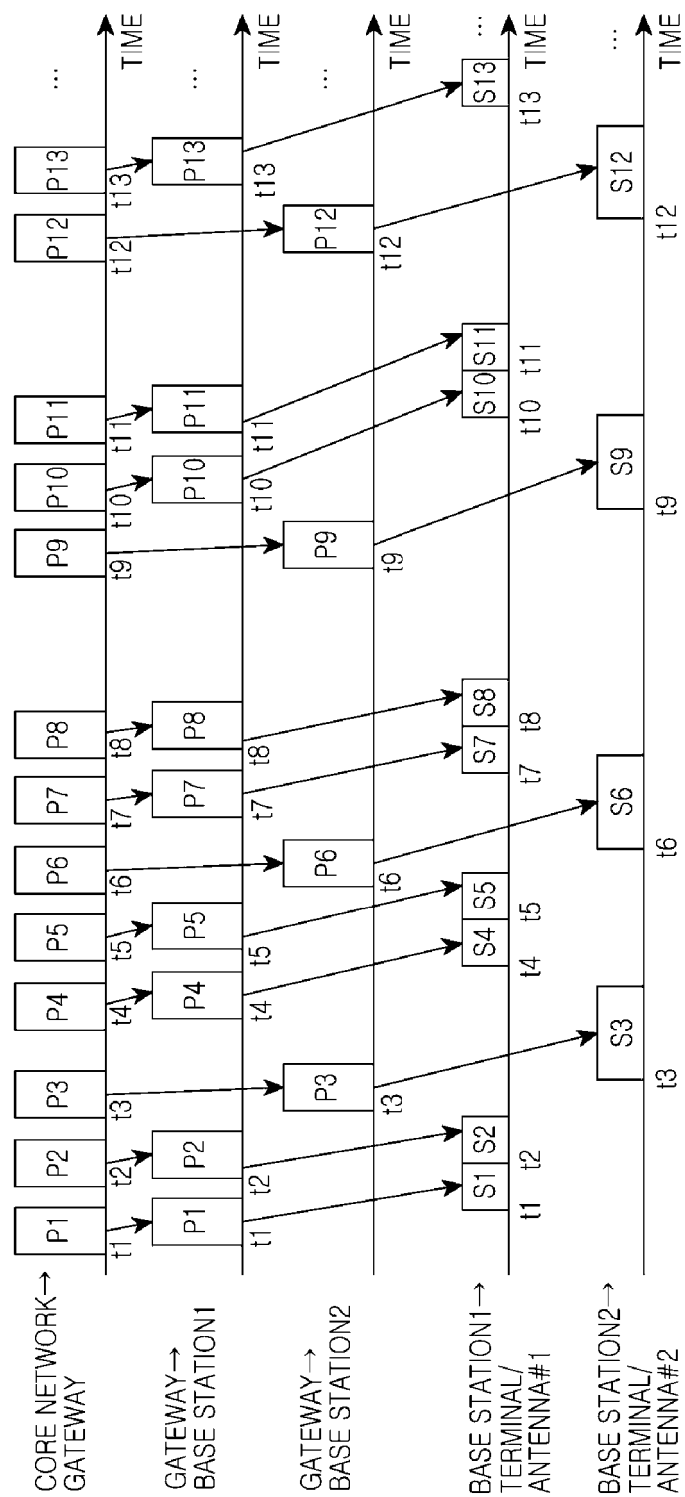 CORE NETWORK→
GATEWAY
P1 P2 P3 P4 P5 P6 P7 P8 P9 P10 P11 P12 P13 ...
t1 t2 t3 t4 t5 t6 t7 t8 t9 t10 t11 t12 t13 TIME
GATEWAY→
BASE STATION1
P1 P2 P4 P5 P7 P8 P10 P11 P13 ...
t1 t2 t4 t5 t7 t8 t10 t11 t13 TIME
GATEWAY→
BASE STATION2
P3 P6 P9 P12 ...
t3 t6 t9 t12 TIME
BASE STATION1→
TERMINAL/
ANTENNA#1
S1 S2 S4 S5 S7 S8 S10 S11 S13 ...
t1 t2 t4 t5 t7 t8 t10 t11 t13 TIME
BASE STATION2→
TERMINAL/
ANTENNA#2
S3 S6 S9 S12 ...
t3 t6 t9 t12 TIME